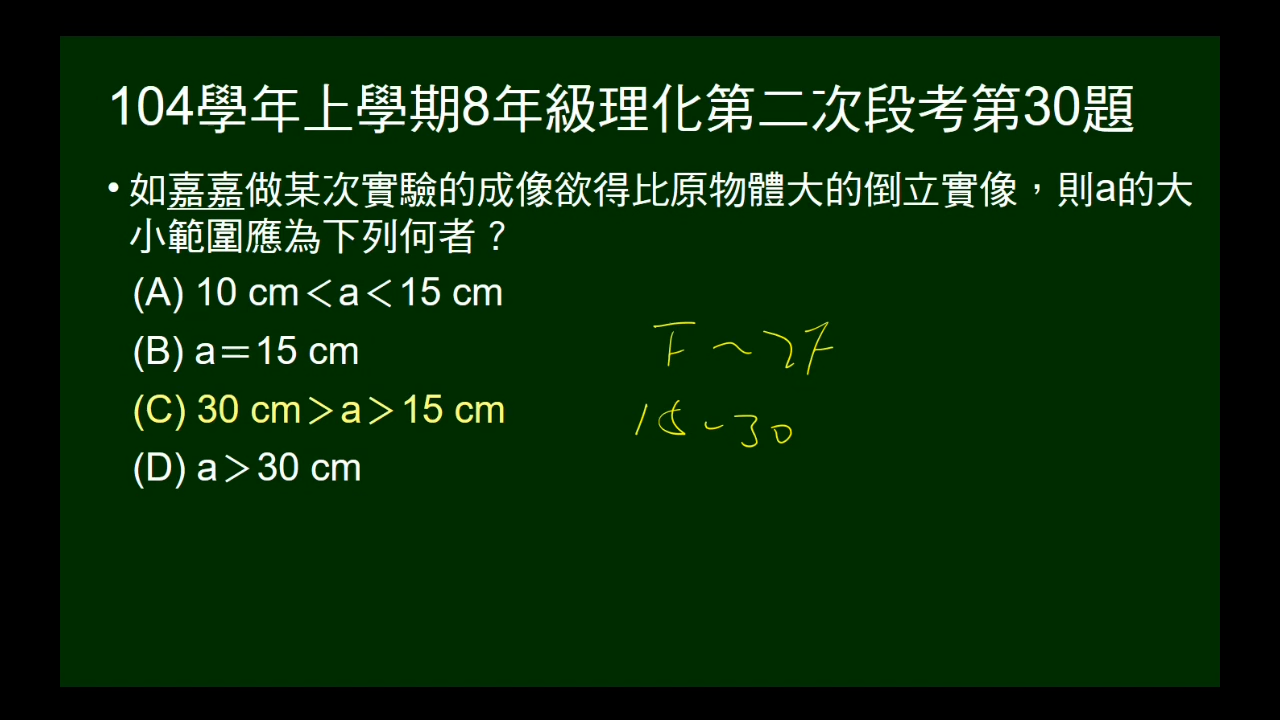 104學年上學期8年級理化第二次段考第30題
• 如嘉嘉做某次實驗的成像欲得比原物體大的倒立實像，則a的大
小範圍應為下列何者？
(A) 10 cm＜a＜15 cm
(B) a＝15 cm
F ~ 2F
(C) 30 cm＞a＞15 cm
15 ~ 30
(D) a＞30 cm